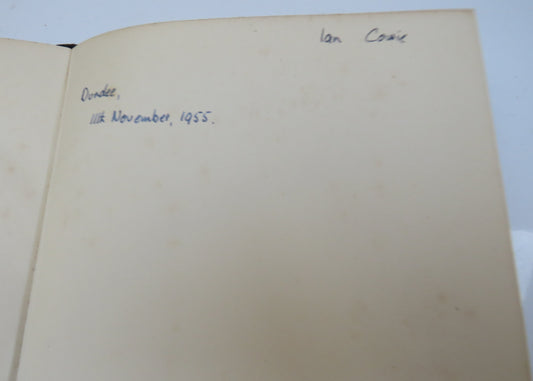 Ian Cowie
Dundee,
11th November, 1955.